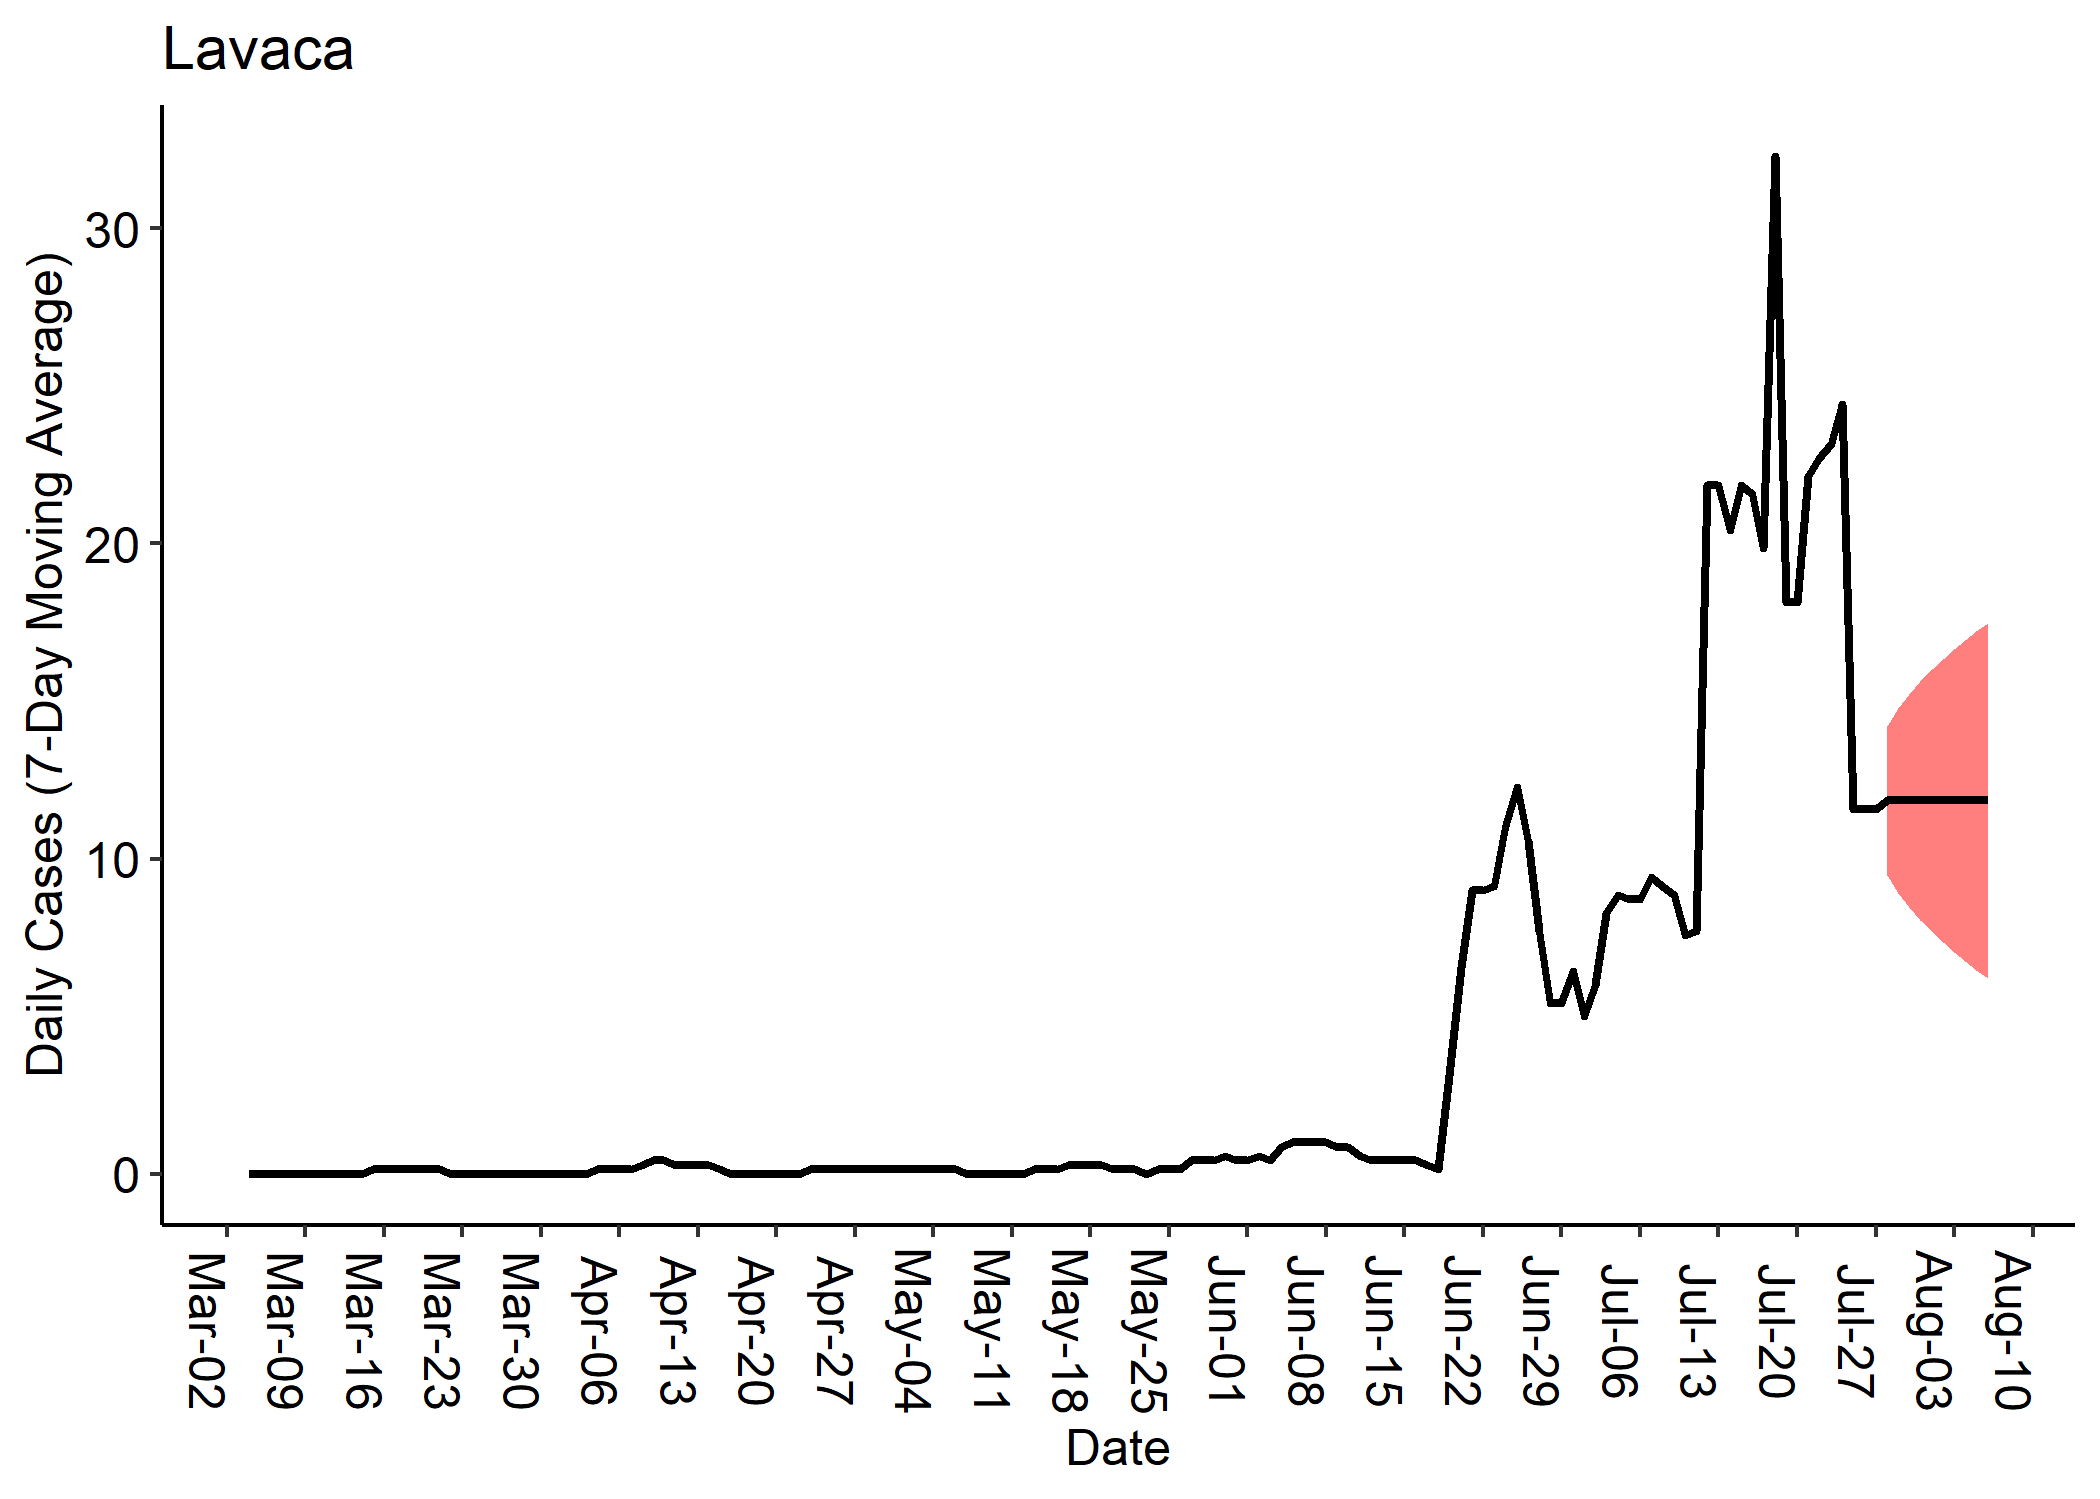 Lavaca
Daily Cases (7-Day Moving Average)
30
20
10
0
Mar-02
Mar-09
Mar-16
Mar-23
Mar-30
Apr-06
Apr-13
Apr-20
Apr-27
May-04
May-11
May-18
May-25
Jun-01
Jun-08
Jun-15
Jun-22
Jun-29
Jul-06
Jul-13
Jul-20
Jul-27
Aug-03
Aug-10
Date